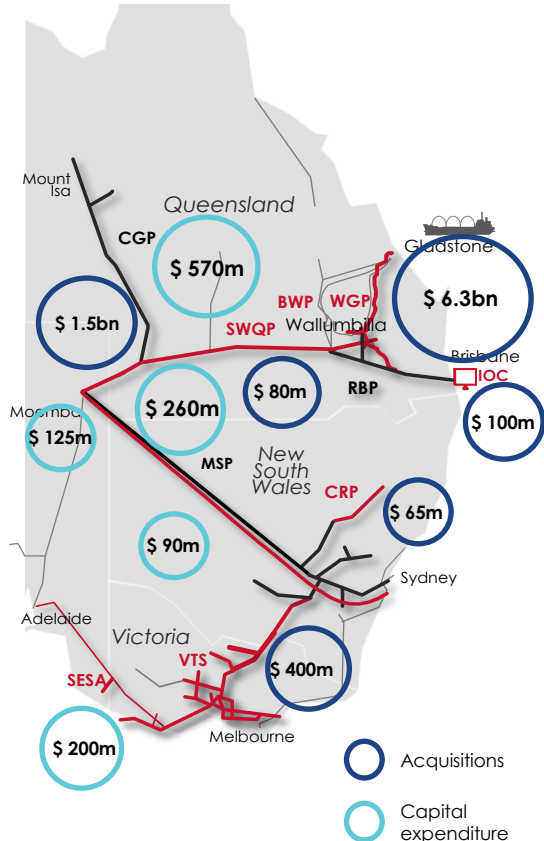 Mount
Isa
Queensland
CGP
$ 570m
Gladstone
$ 6.3bn
BWP
WGP
$ 1.5bn
SWQP
Wallumbilla
Brisbane
IOC
RBP
$ 80m
$ 260m
Moomba
$ 125m
$ 100m
MSP
New
South
Wales
CRP
$ 65m
$ 90m
Sydney
Adelaide
Victoria
VTS
SESA
$ 400m
Melbourne
$ 200m
Acquisitions
Capital
expenditure